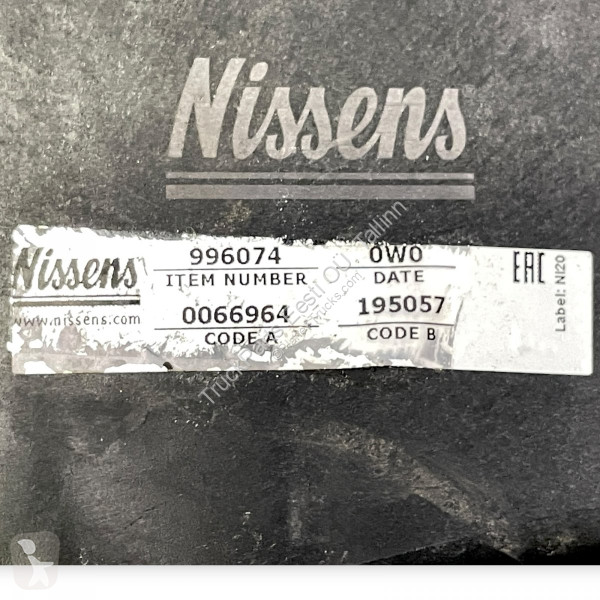 Nissens
Nissens
www.nissens.com
996074
ITEM NUMBER
0066964
CODE A
0W0
DATE
195057
CODE B
EAC
Label: NI20